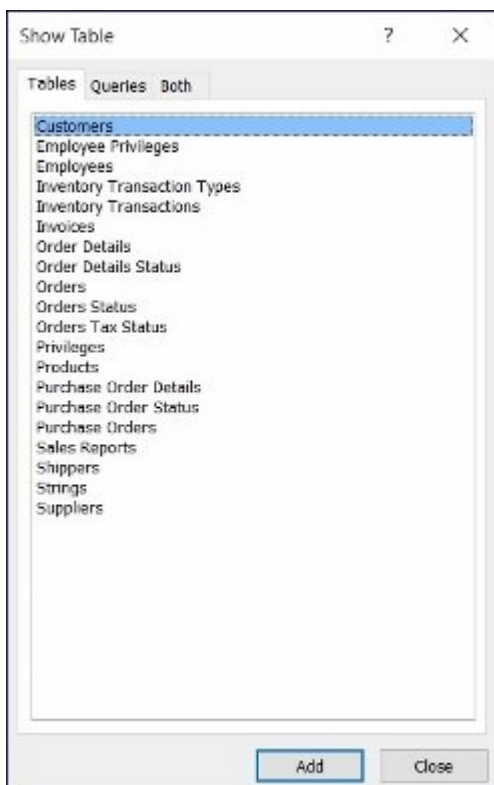 Show Table ? ×
Tables Queries Both
Customers
Employee Privileges
Employees
Inventory Transaction Types
Inventory Transactions
Invoices
Order Details
Order Details Status
Orders
Orders Status
Orders Tax Status
Privileges
Products
Purchase Order Details
Purchase Order Status
Purchase Orders
Sales Reports
Shippers
Strings
Suppliers
Add Close